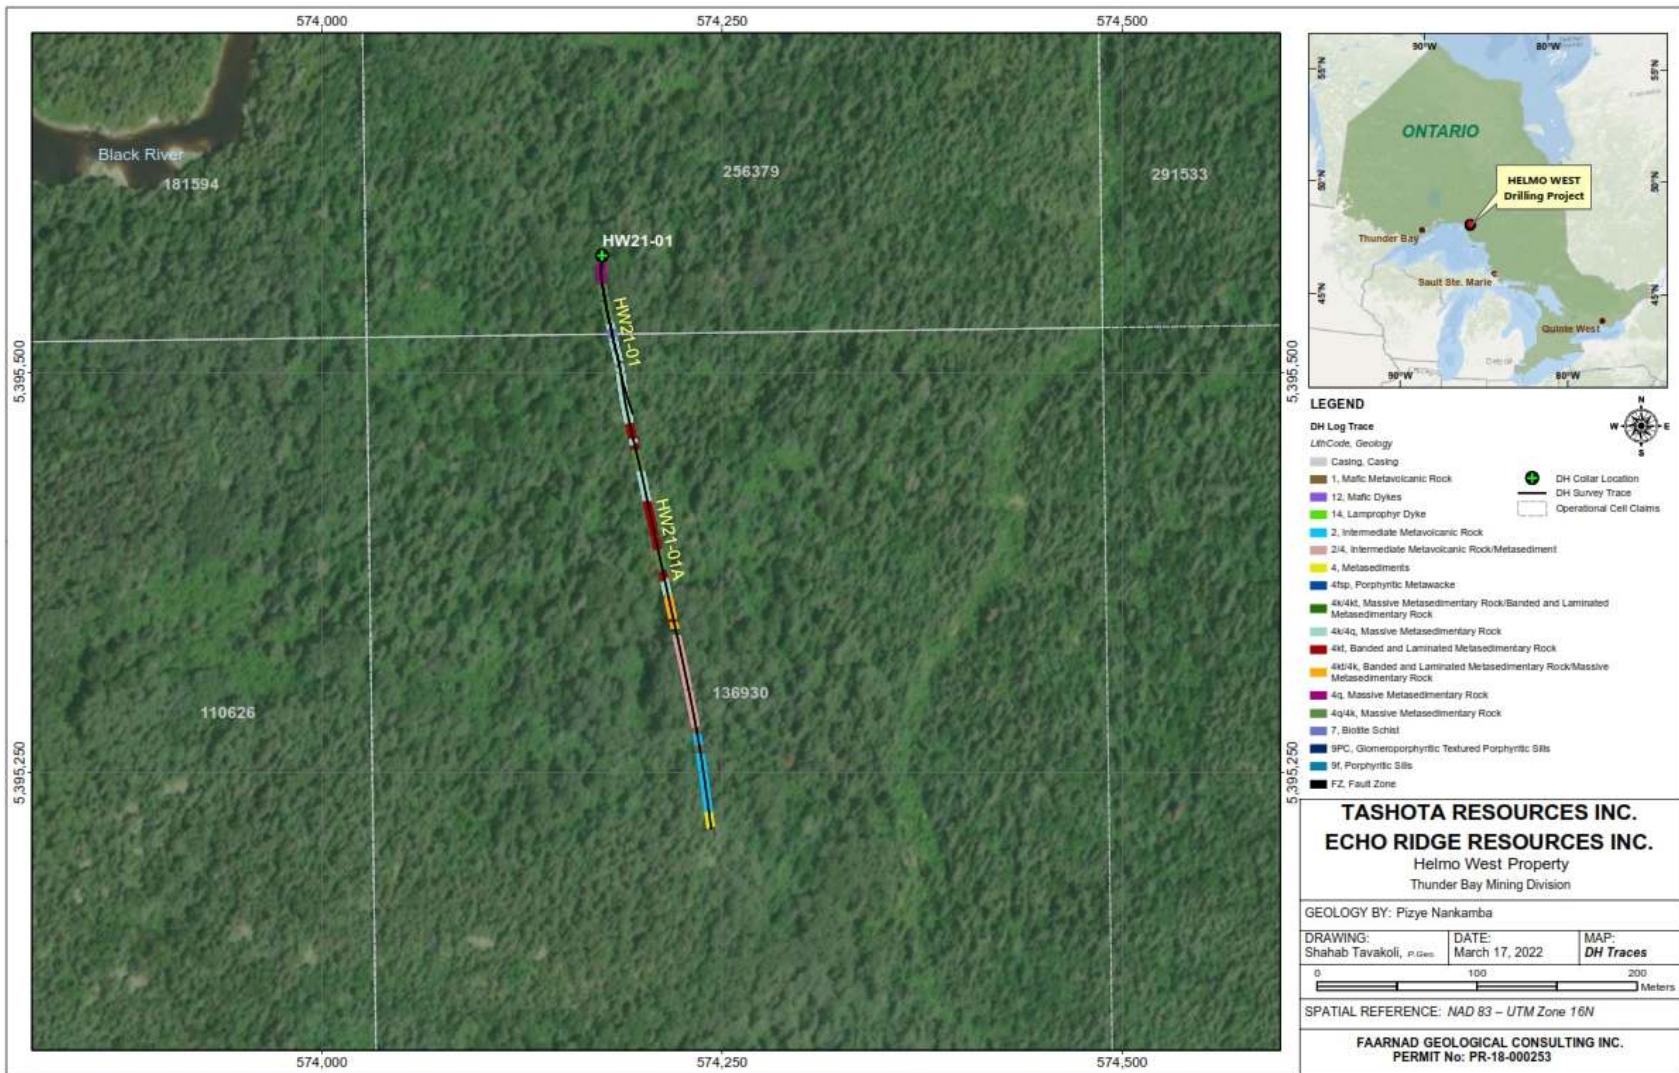 574,000
574,250
574,500
5,395,500
5,395,250
5,395,500
5,395,250
574,000
574,250
574,500
Black River
181594
256379
291533
HW21-01
HW21-01
HW21-01A
136930
110626
90°W
80°W
55°N
55°N
ONTARIO
HELMO WEST
Drilling Project
50°N
50°N
Thunder Bay
Sault Ste. Marie
45°N
45°N
Quinte West
Detroit
90°W
80°W
LEGEND
DH Log Trace
LithCode, Geology
Casing, Casing
1, Mafic Metavolcanic Rock
12, Mafic Dykes
14, Lamprophyr Dyke
2, Intermediate Metavolcanic Rock
2/4, Intermediate Metavolcanic Rock/Metasediment
4, Metasediments
4fsp, Porphyritic Metawacke
4k/4kt, Massive Metasedimentary Rock/Banded and Laminated
Metasedimentary Rock
4k/4q, Massive Metasedimentary Rock
4kt, Banded and Laminated Metasedimentary Rock
4kt/4k, Banded and Laminated Metasedimentary Rock/Massive
Metasedimentary Rock
4q, Massive Metasedimentary Rock
4q/4k, Massive Metasedimentary Rock
7, Biotite Schist
9PC, Glomeroporphyritic Textured Porphyritic Sills
9f, Porphyritic Sills
FZ, Fault Zone
N
W E
S
DH Collar Location
DH Survey Trace
Operational Cell Claims
TASHOTA RESOURCES INC.
ECHO RIDGE RESOURCES INC.
Helmo West Property
Thunder Bay Mining Division
GEOLOGY BY: Pizye Nankamba
DRAWING:
Shahab Tavakoli, P.Geo.
DATE:
March 17, 2022
MAP:
DH Traces
0 100 200
Meters
SPATIAL REFERENCE: NAD 83 – UTM Zone 16N
FAARNAD GEOLOGICAL CONSULTING INC.
PERMIT No: PR-18-000253